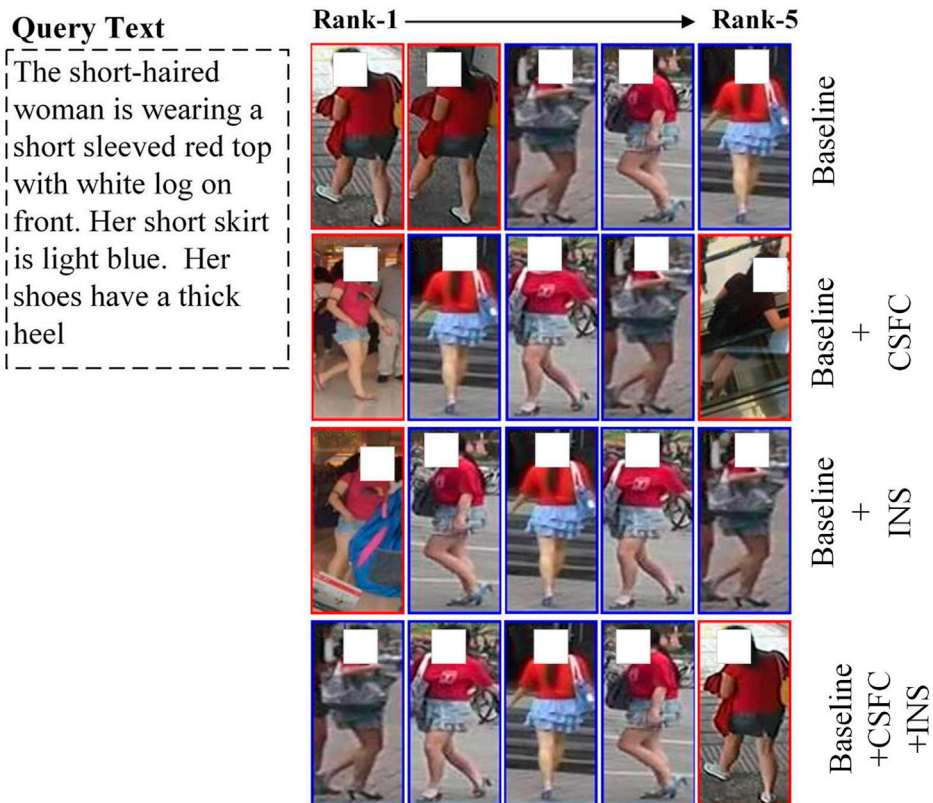 Query Text
The short-haired
woman is wearing a
short sleeved red top
with white log on
front. Her short skirt
is light blue.  Her
shoes have a thick
heel
Rank-1
Rank-5
Baseline
Baseline
+
CSFC
Baseline
+
INS
Baseline
+CSFC
+INS